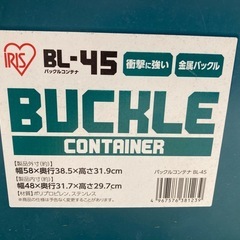 IRIS
BL-45
バックルコンテナ
衝撃に強い
金属バックル
BUCKLE
CONTAINER
【製品外寸（約）】
幅58×奥行38.5×高さ31.9cm
【製品内寸（約）】
幅48×奥行31.7×高さ29.7cm
【材質】ポリプロピレン、ステンレス
バックルコンテナ BL-45
4967576381239